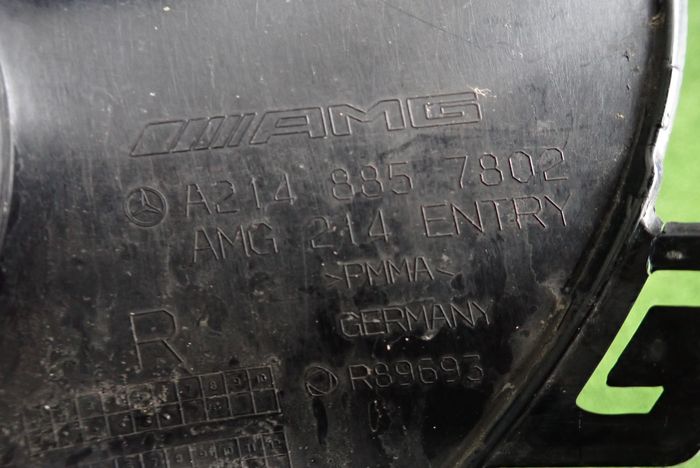 AMG
A214 885 7802
AMG 214 ENTRY
>PMMA<
GERMANY
R
R89693